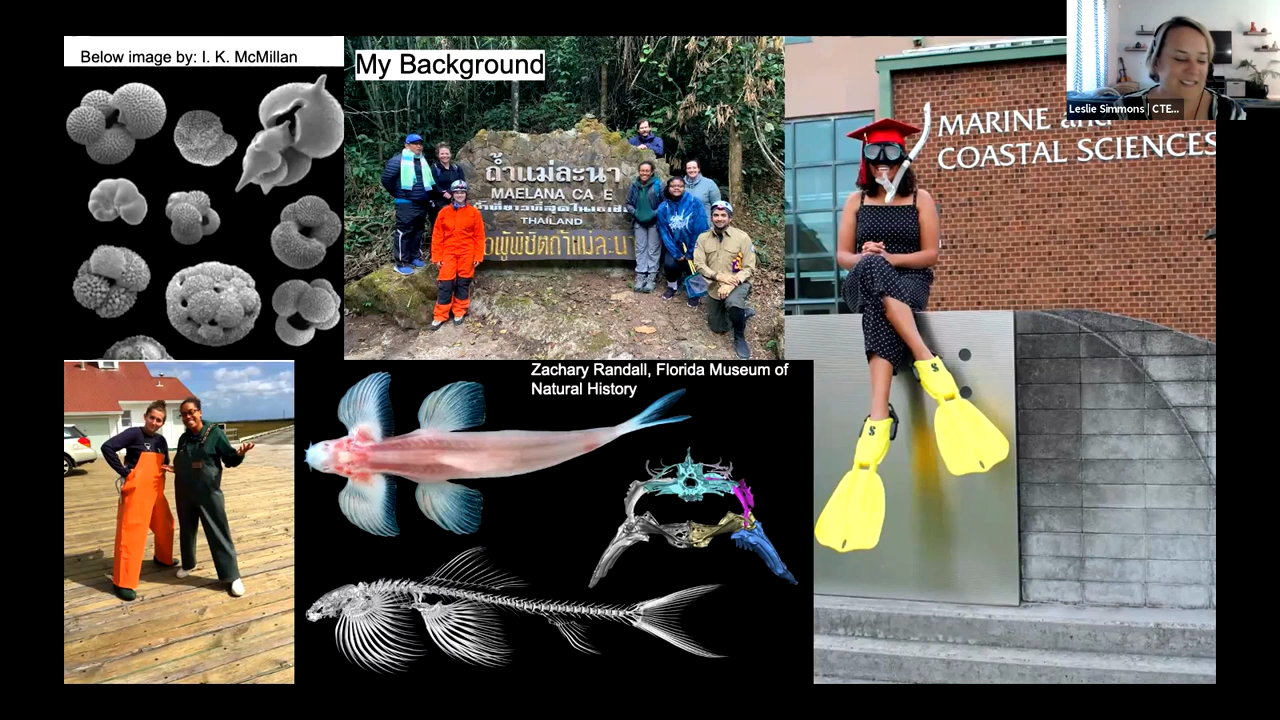 Below image by: I. K. McMillan
My Background
ถ้ำแม่ละนา
MAELANA CA E
THAILAND
MARINE and
COASTAL SCIENCES
Leslie Simmons | CTE...
Zachary Randall, Florida Museum of
Natural History
S
S